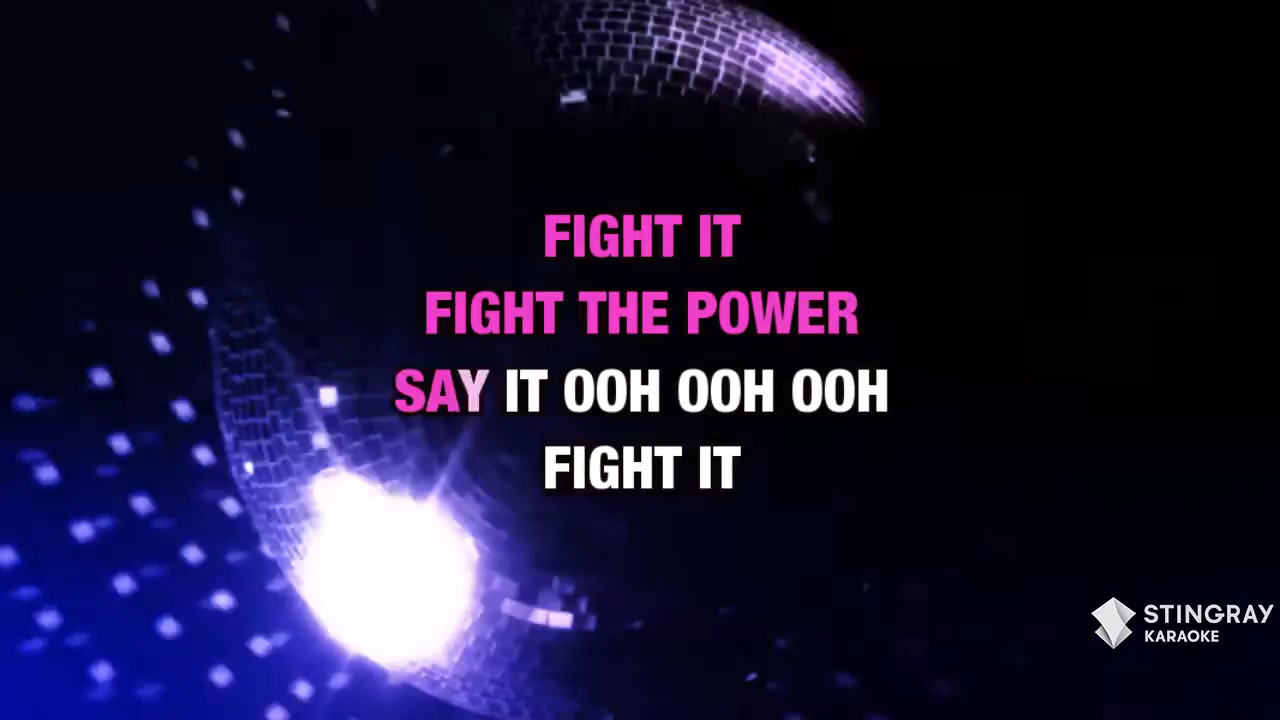 FIGHT IT
FIGHT THE POWER
SAY IT OOH OOH OOH
FIGHT IT
STINGRAY
KARAOKE